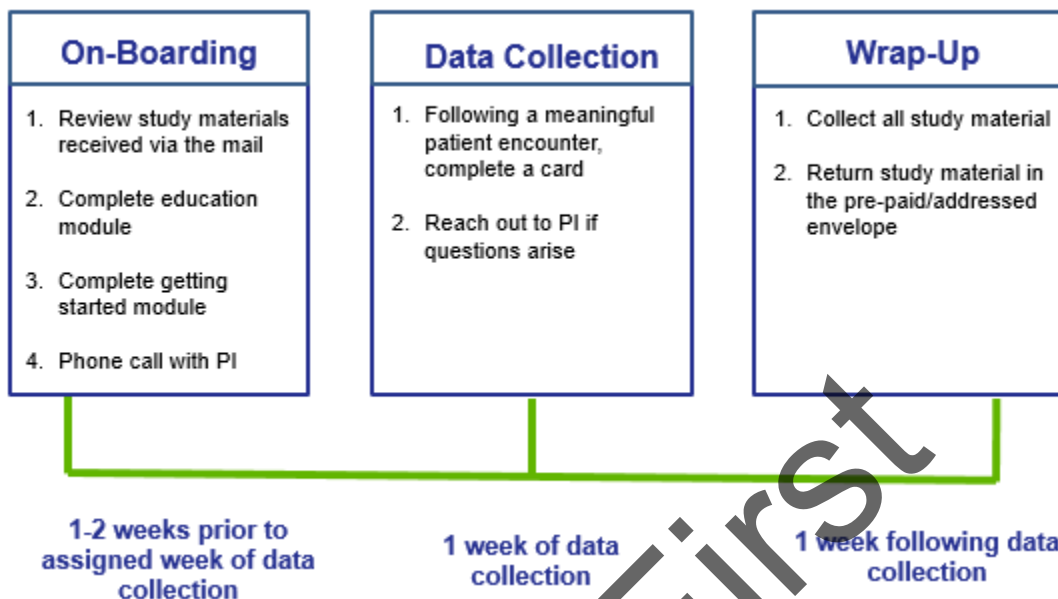 On-Boarding
1. Review study materials
received via the mail
2. Complete education
module
3. Complete getting
started module
4. Phone call with PI
Data Collection
1. Following a meaningful
patient encounter,
complete a card
2. Reach out to PI if
questions arise
Wrap-Up
1. Collect all study material
2. Return study material in
the pre-paid/addressed
envelope
1-2 weeks prior to
assigned week of data
collection
1 week of data
collection
1 week following data
collection
First